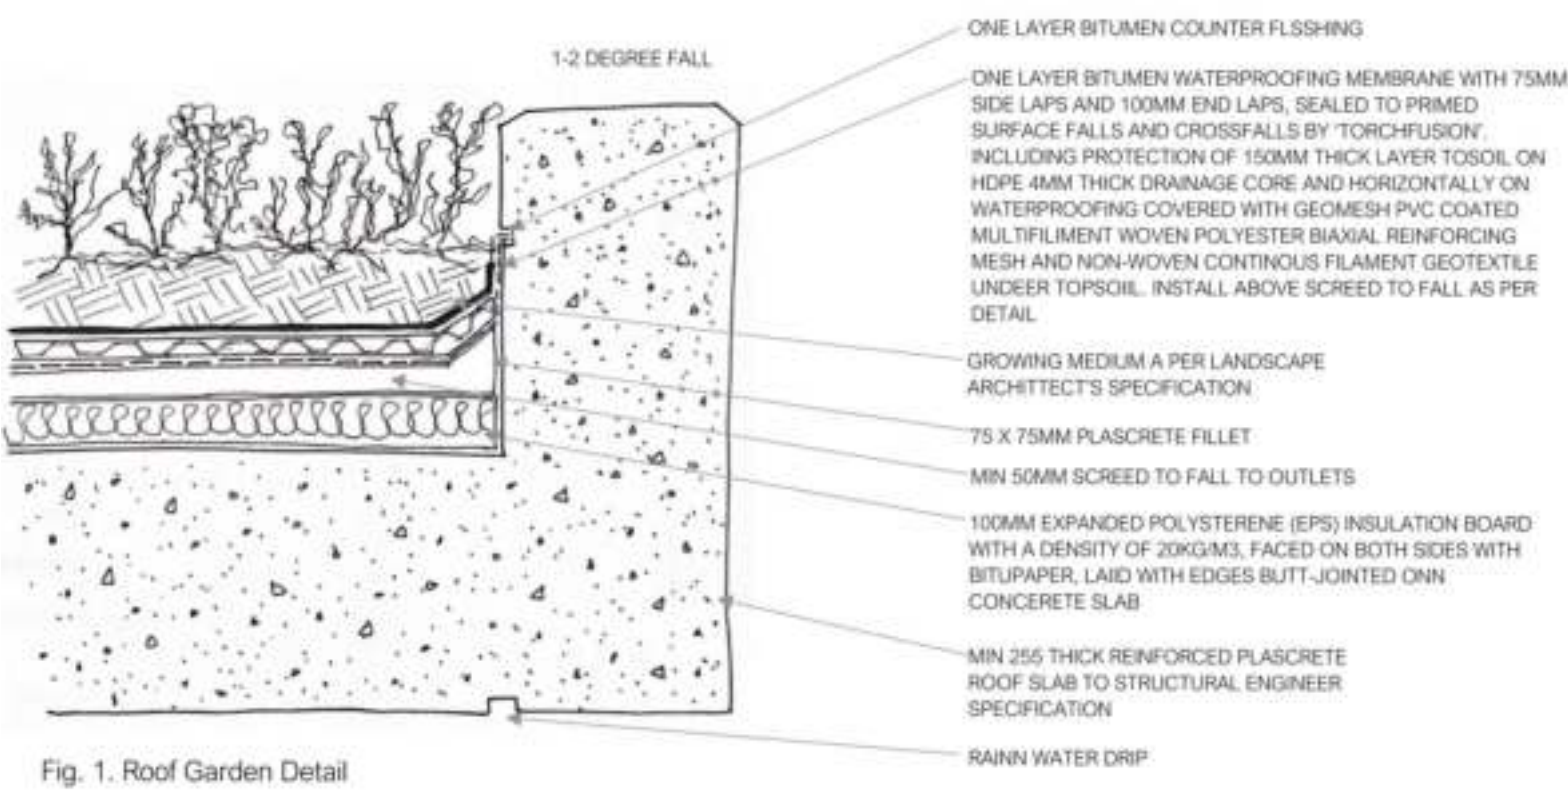 1-2 DEGREE FALL
ONE LAYER BITUMEN COUNTER FLSSHING
ONE LAYER BITUMEN WATERPROOFING MEMBRANE WITH 75MM
SIDE LAPS AND 100MM END LAPS, SEALED TO PRIMED
SURFACE FALLS AND CROSSFALLS BY 'TORCHFUSION'.
INCLUDING PROTECTION OF 150MM THICK LAYER TOSOIL ON
HDPE 4MM THICK DRAINAGE CORE AND HORIZONTALLY ON
WATERPROOFING COVERED WITH GEOMESH PVC COATED
MULTIFILIMENT WOVEN POLYESTER BIAXIAL REINFORCING
MESH AND NON-WOVEN CONTINOUS FILAMENT GEOTEXTILE
UNDEER TOPSOIIL. INSTALL ABOVE SCREED TO FALL AS PER
DETAIL
GROWING MEDIUM A PER LANDSCAPE
ARCHITTECT'S SPECIFICATION
75 X 75MM PLASCRETE FILLET
MIN 50MM SCREED TO FALL TO OUTLETS
100MM EXPANDED POLYSTERENE (EPS) INSULATION BOARD
WITH A DENSITY OF 20KG/M3, FACED ON BOTH SIDES WITH
BITUPAPER, LAIID WITH EDGES BUTT-JOINTED ONN
CONCERETE SLAB
MIN 255 THICK REINFORCED PLASCRETE
ROOF SLAB TO STRUCTURAL ENGINEER
SPECIFICATION
RAINN WATER DRIP
Fig. 1. Roof Garden Detail